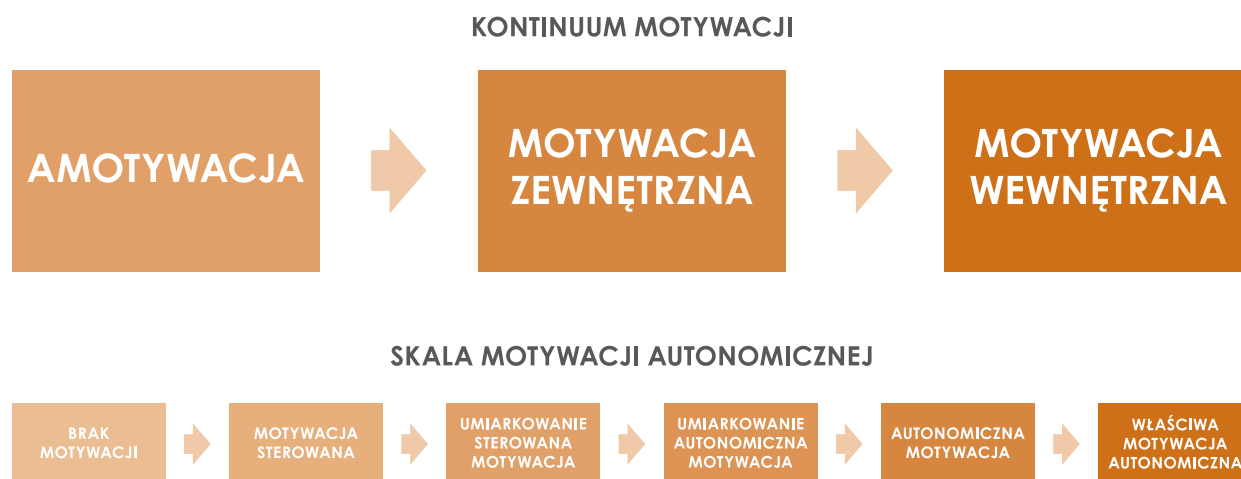 KONTINUUM MOTYWACJI
AMOTYWACJA
MOTYWACJA
ZEWNĘTRZNA
MOTYWACJA
WEWNĘTRZNA
SKALA MOTYWACJI AUTONOMICZNEJ
BRAK
MOTYWACJI
MOTYWACJA
STEROWANA
UMIARKOWANIE
STEROWANA
MOTYWACJA
UMIARKOWANIE
AUTONOMICZNA
MOTYWACJA
AUTONOMICZNA
MOTYWACJA
WŁAŚCIWA
MOTYWACJA
AUTONOMICZNA